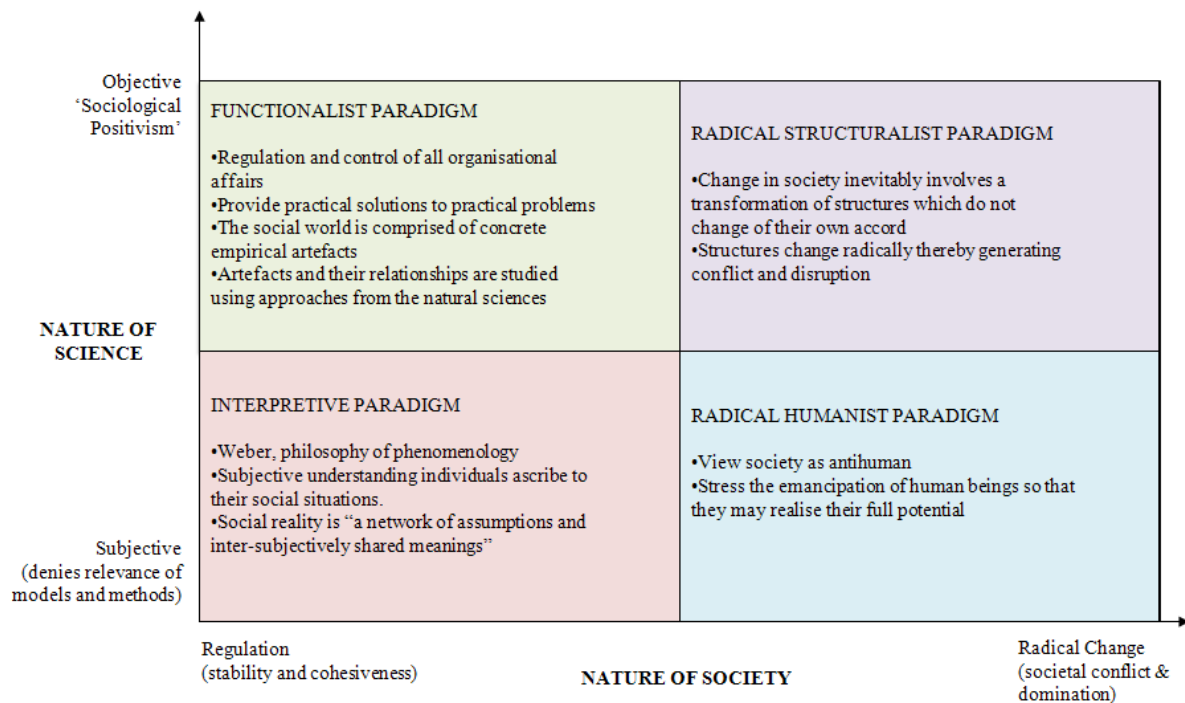 Objective
‘Sociological
Positivism’
FUNCTIONALIST PARADIGM
•Regulation and control of all organisational
affairs
•Provide practical solutions to practical problems
•The social world is comprised of concrete
empirical artefacts
•Artefacts and their relationships are studied
using approaches from the natural sciences
RADICAL STRUCTURALIST PARADIGM
•Change in society inevitably involves a
transformation of structures which do not
change of their own accord
•Structures change radically thereby generating
conflict and disruption
NATURE OF
SCIENCE
INTERPRETIVE PARADIGM
•Weber, philosophy of phenomenology
•Subjective understanding individuals ascribe to
their social situations.
•Social reality is “a network of assumptions and
inter-subjectively shared meanings”
RADICAL HUMANIST PARADIGM
•View society as antihuman
•Stress the emancipation of human beings so that
they may realise their full potential
Subjective
(denies relevance of
models and methods)
Regulation
(stability and cohesiveness)
NATURE OF SOCIETY
Radical Change
(societal conflict &
domination)